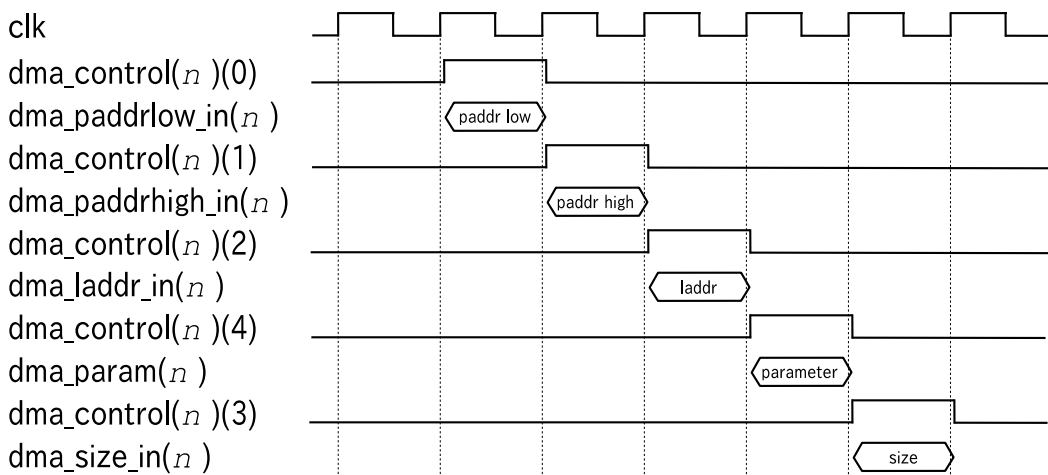 clk
dma_control(n )(0)
dma_paddrlow_in(n )
paddr low
dma_control(n )(1)
dma_paddrhigh_in(n )
paddr high
dma_control(n )(2)
dma_laddr_in(n )
laddr
dma_control(n )(4)
dma_param(n )
parameter
dma_control(n )(3)
dma_size_in(n )
size